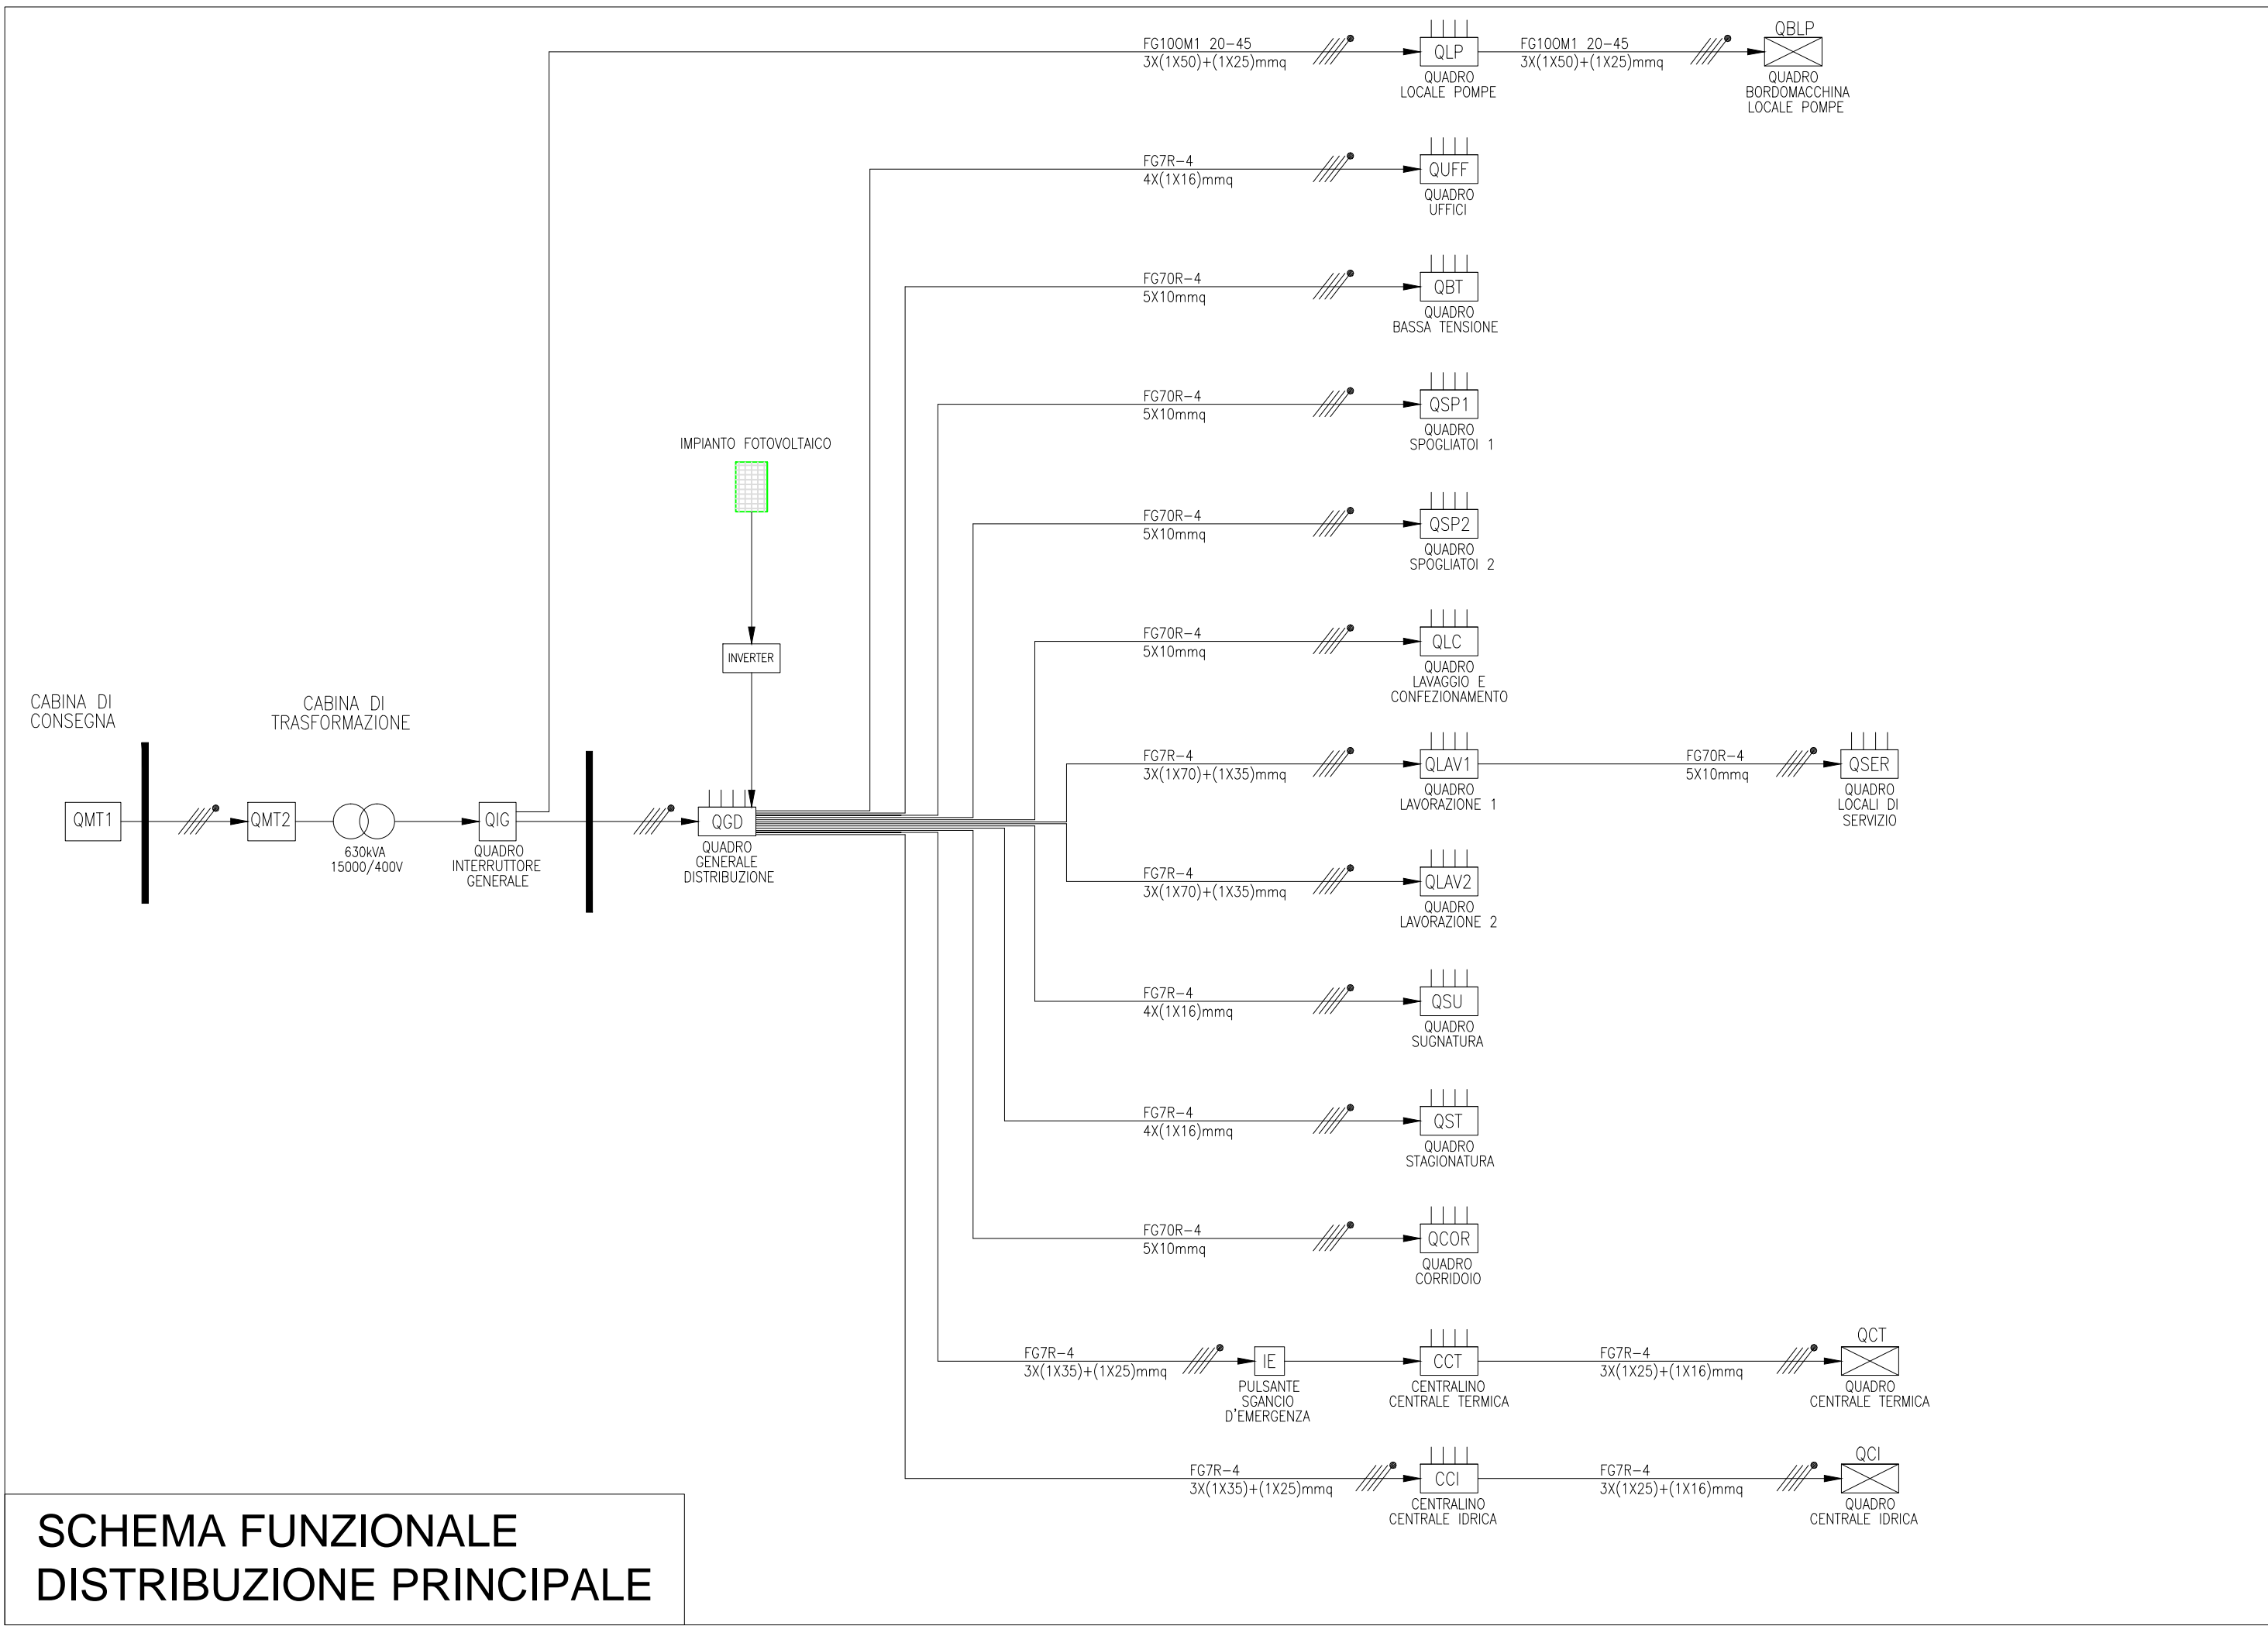 FG10OM1 20-45
3X(1X50)+(1X25)mmq
QLP
QUADRO
LOCALE POMPE
FG10OM1 20-45
3X(1X50)+(1X25)mmq
QBLP
QUADRO
BORDOMACCHINA
LOCALE POMPE
FG7R-4
4X(1X16)mmq
QUFF
QUADRO
UFFICI
FG7OR-4
5X10mmq
QBT
QUADRO
BASSA TENSIONE
FG7OR-4
5X10mmq
QSP1
QUADRO
SPOGLIATOI 1
IMPIANTO FOTOVOLTAICO
FG7OR-4
5X10mmq
QSP2
QUADRO
SPOGLIATOI 2
INVERTER
FG7OR-4
5X10mmq
QLC
QUADRO
LAVAGGIO E
CONFEZIONAMENTO
CABINA DI
CONSEGNA
CABINA DI
TRASFORMAZIONE
QMT1
QMT2
630kVA
15000/400V
QIG
QUADRO
INTERRUTTORE
GENERALE
QGD
QUADRO
GENERALE
DISTRIBUZIONE
FG7R-4
3X(1X70)+(1X35)mmq
QLAV1
QUADRO
LAVORAZIONE 1
FG7OR-4
5X10mmq
QSER
QUADRO
LOCALI DI
SERVIZIO
FG7R-4
3X(1X70)+(1X35)mmq
QLAV2
QUADRO
LAVORAZIONE 2
FG7R-4
4X(1X16)mmq
QSU
QUADRO
SUGNATURA
FG7R-4
4X(1X16)mmq
QST
QUADRO
STAGIONATURA
FG7OR-4
5X10mmq
QCOR
QUADRO
CORRIDOIO
FG7R-4
3X(1X35)+(1X25)mmq
IE
PULSANTE
SGANCIO
D'EMERGENZA
CCT
CENTRALINO
CENTRALE TERMICA
FG7R-4
3X(1X25)+(1X16)mmq
QCT
QUADRO
CENTRALE TERMICA
FG7R-4
3X(1X35)+(1X25)mmq
CCI
CENTRALINO
CENTRALE IDRICA
FG7R-4
3X(1X25)+(1X16)mmq
QCI
QUADRO
CENTRALE IDRICA
SCHEMA FUNZIONALE
DISTRIBUZIONE PRINCIPALE